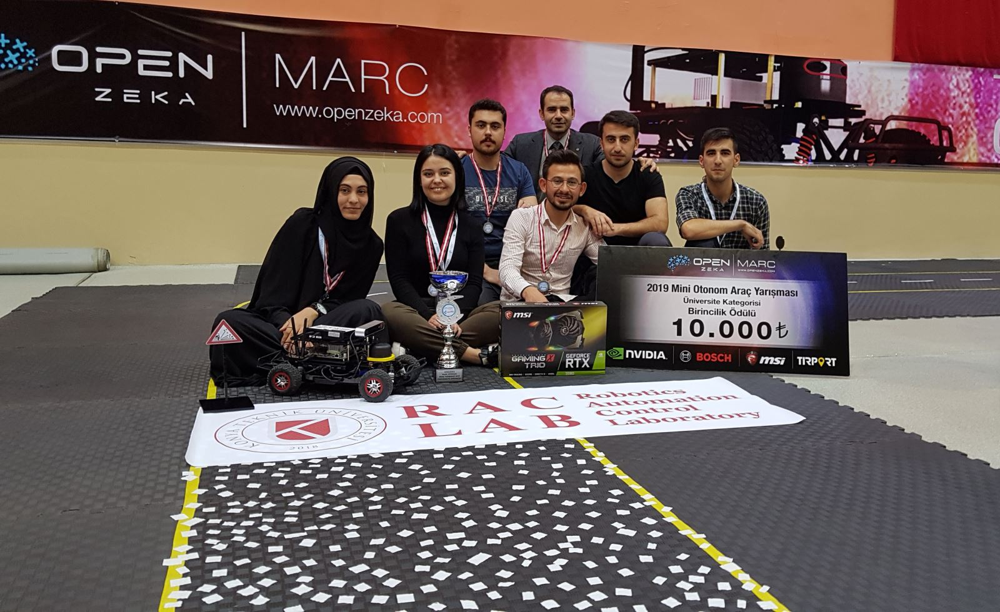 OPEN
ZEKA
MARC
www.openzeka.com
OPEN
ZEKA
MARC
WWW.OPENZEKA.COM
2019 Mini Otonom Araç Yarışması
Üniversite Kategorisi
Birincilik Ödülü
10.000₺
NVIDIA.
BOSCH
msi
TIRPORT
msi
GAMING X
TRIO
GEFORCE
RTX
KONYA TEKNİK ÜNİVERSİTESİ
2018
RAC
LAB
Robotics
Automation
Control
Laboratory